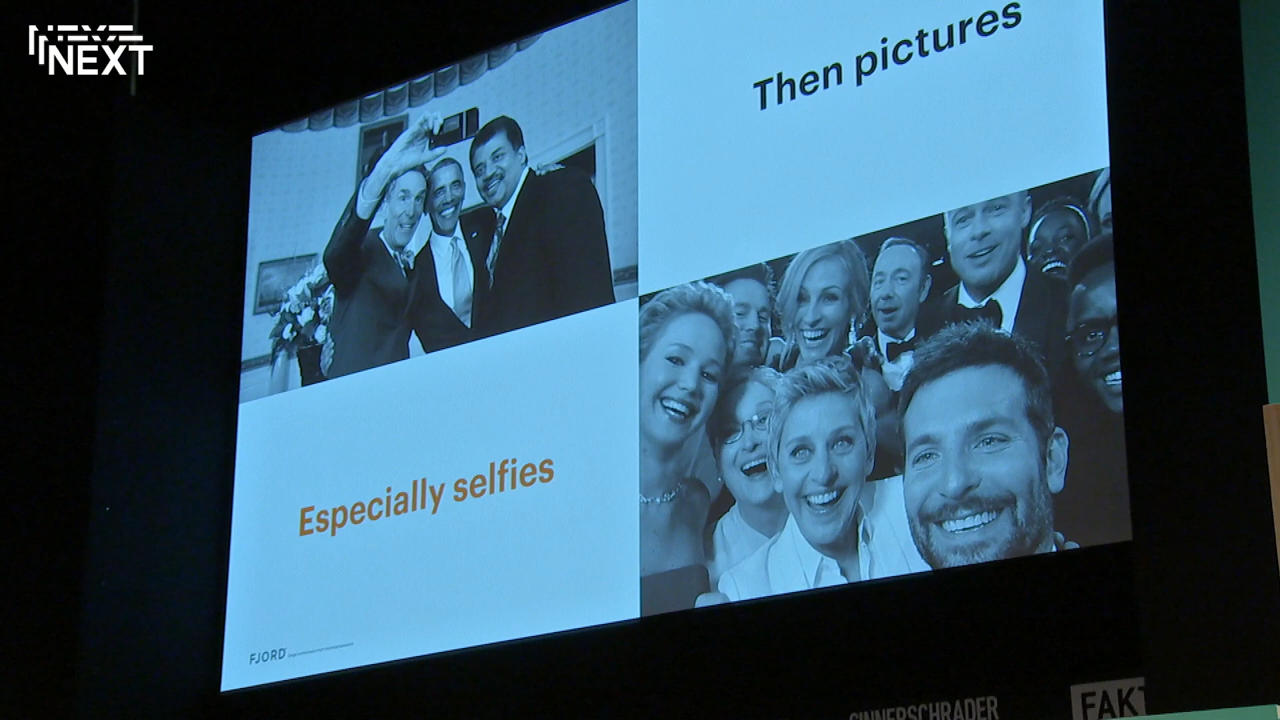 NEXT
Then pictures
Especially selfies
FJORD
SINNERSCHRADER
FAKT